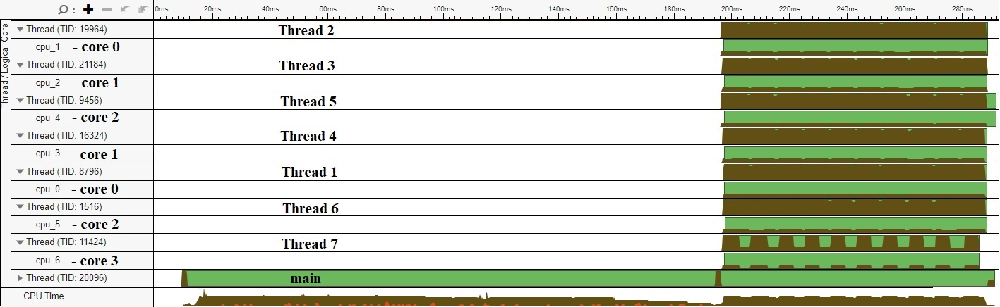 0ms 20ms 40ms 60ms 80ms 100ms 120ms 140ms 160ms 180ms 200ms 220ms 240ms 260ms 280ms
Thread / Logical Core
Thread (TID: 19964) Thread 2
cpu_1 - core 0
Thread (TID: 21184) Thread 3
cpu_2 - core 1
Thread (TID: 9456) Thread 5
cpu_4 - core 2
Thread (TID: 16324) Thread 4
cpu_3 - core 1
Thread (TID: 8796) Thread 1
cpu_0 - core 0
Thread (TID: 1516) Thread 6
cpu_5 - core 2
Thread (TID: 11424) Thread 7
cpu_6 - core 3
Thread (TID: 20096) main
CPU Time